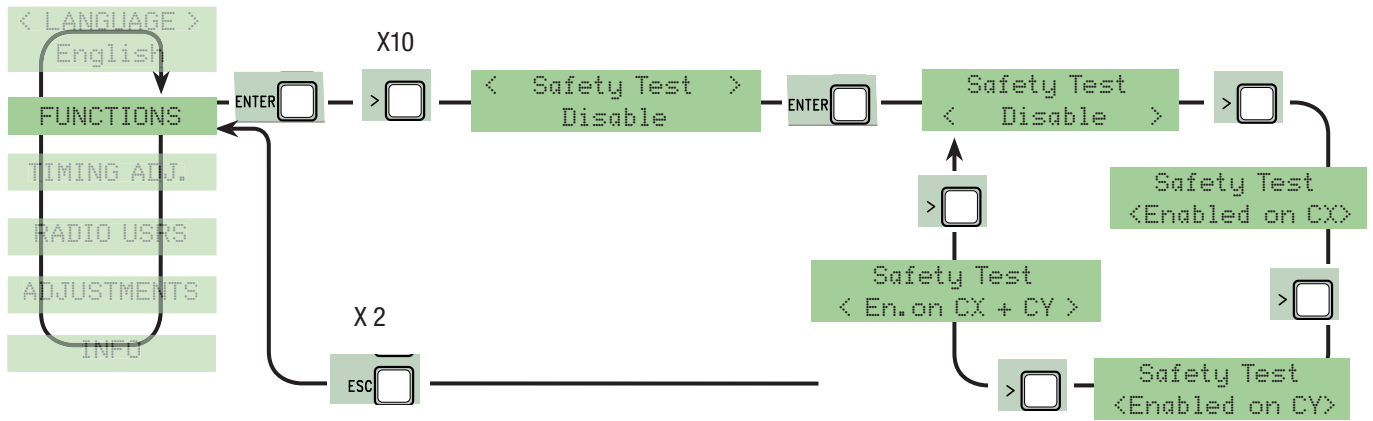 < LANGUAGE >
English
FUNCTIONS
TIMING ADJ.
RADIO USRS
ADJUSTMENTS
INFO
ENTER
X10
>
< Safety Test >
Disable
ENTER
Safety Test
< Disable >
>
Safety Test
<Enabled on CX>
>
Safety Test
<Enabled on CY>
>
Safety Test
< En.on CX + CY >
>
X 2
ESC